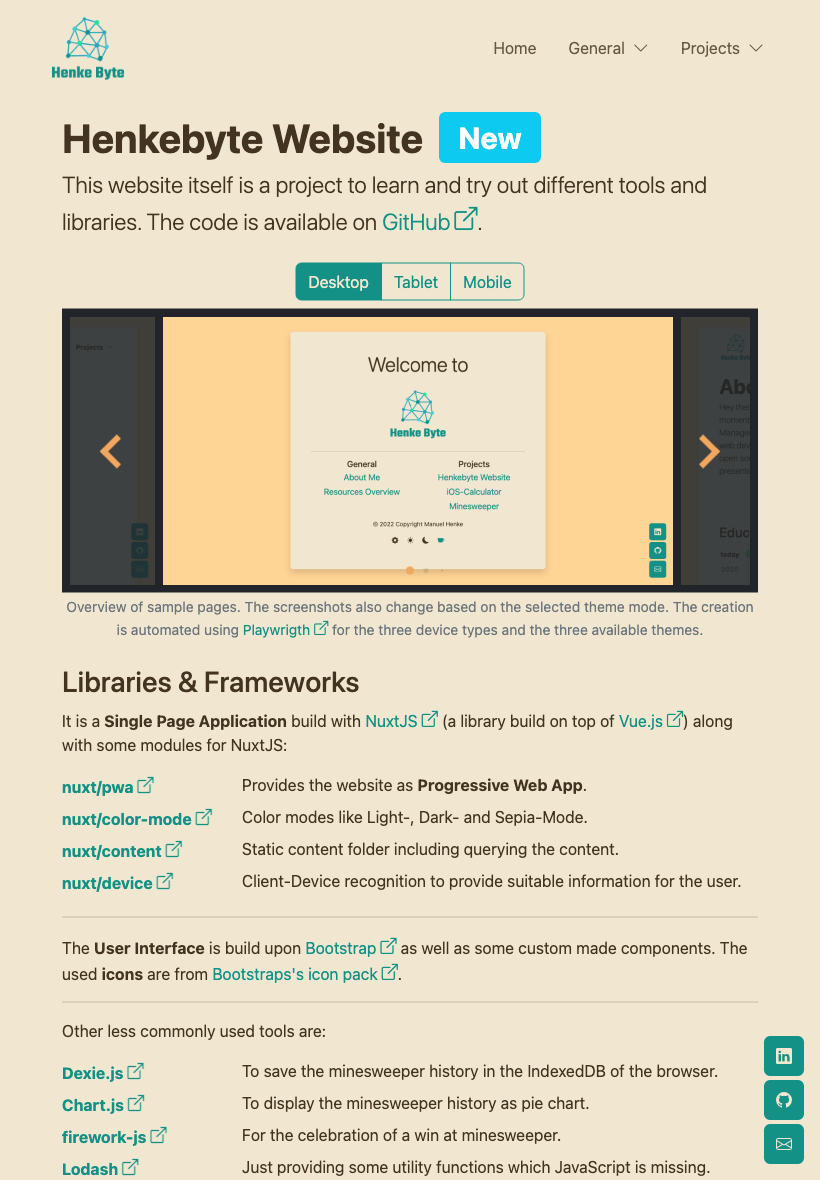 Henke Byte
Home General Projects
Henkebyte Website New
This website itself is a project to learn and try out different tools and
libraries. The code is available on GitHub.
Desktop Tablet Mobile
Projects
Welcome to
Henke Byte
General Projects
About Me Henkebyte Website
Resources Overview iOS-Calculator
Minesweeper
© 2022 Copyright Manuel Henke
Abo
Hey the
moment
Manage
web dev
open so
present
Educ
today
2020
Overview of sample pages. The screenshots also change based on the selected theme mode. The creation
is automated using Playwrigth for the three device types and the three available themes.
Libraries & Frameworks
It is a Single Page Application build with NuxtJS (a library build on top of Vue.js) along
with some modules for NuxtJS:
nuxt/pwa Provides the website as Progressive Web App.
nuxt/color-mode Color modes like Light-, Dark- and Sepia-Mode.
nuxt/content Static content folder including querying the content.
nuxt/device Client-Device recognition to provide suitable information for the user.
The User Interface is build upon Bootstrap as well as some custom made components. The
used icons are from Bootstraps's icon pack.
Other less commonly used tools are:
Dexie.js To save the minesweeper history in the IndexedDB of the browser.
Chart.js To display the minesweeper history as pie chart.
firework-js For the celebration of a win at minesweeper.
Lodash Just providing some utility functions which JavaScript is missing.